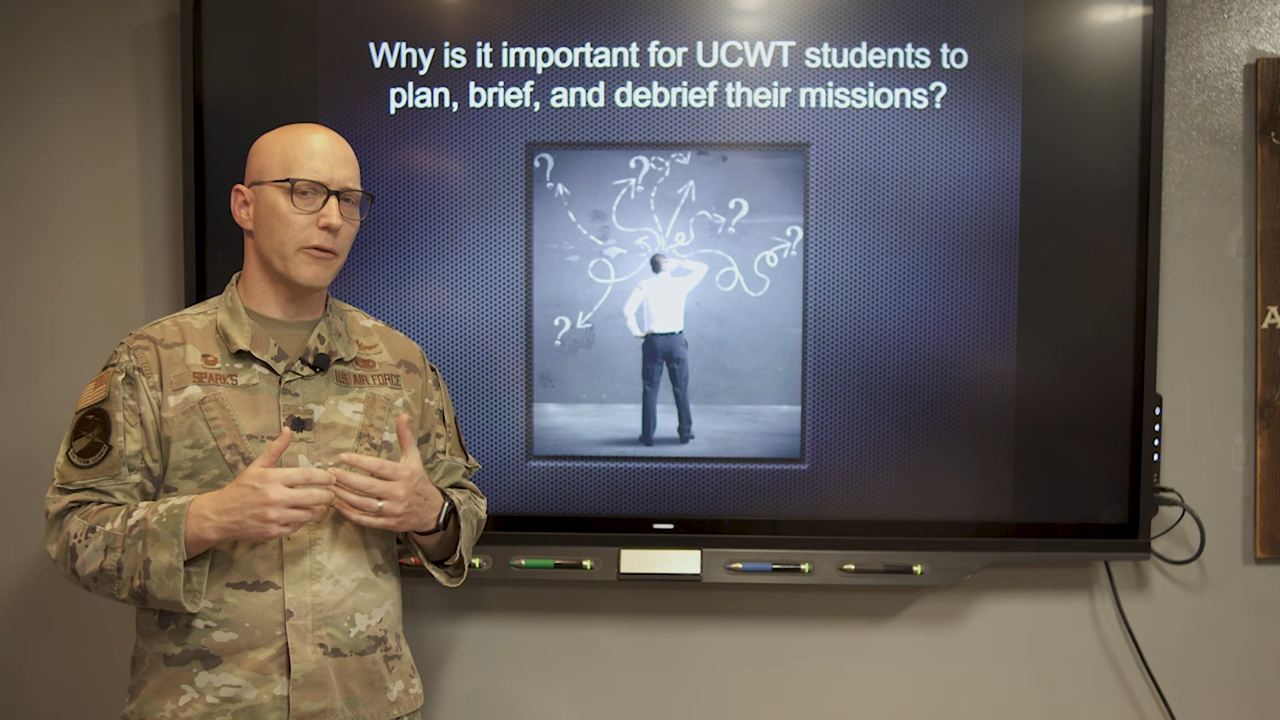 Why is it important for UCWT students to
plan, brief, and debrief their missions?
? ? ? ? ?
SPARKS
U.S. AIR FORCE
A